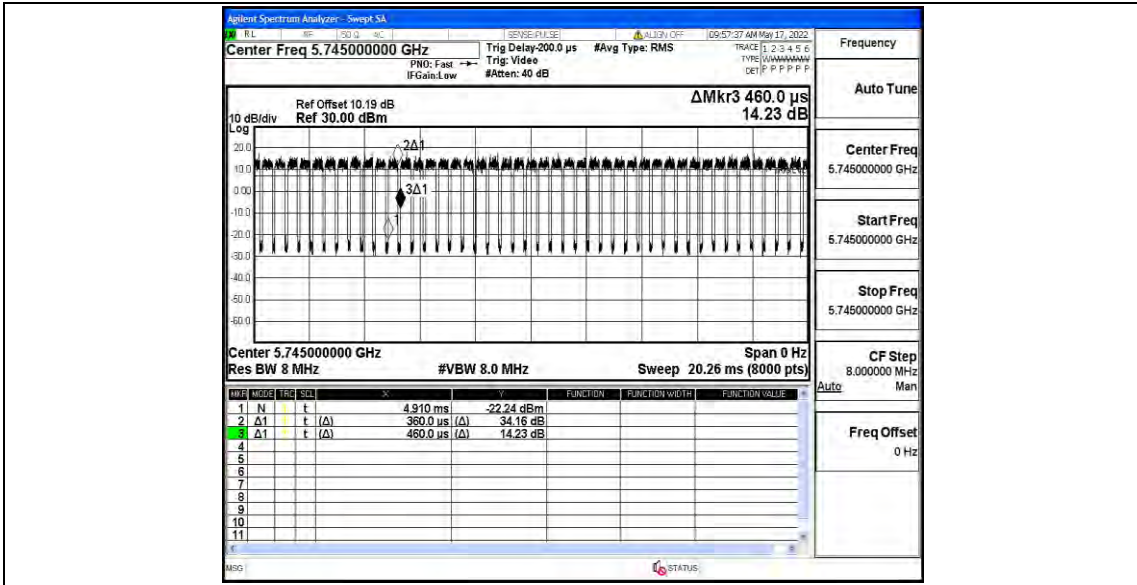 Agilent Spectrum Analyzer - Swept SA
RL RF 50 Ω AC SENSE:PULSE ALIGN OFF 09:57:37 AM May 17, 2022
Center Freq 5.745000000 GHz
Trig Delay-200.0 µs #Avg Type: RMS
TRACE 1 2 3 4 5 6
PNO: Fast Trig: Video
TYPE WWWWWW
IFGain:Low #Atten: 40 dB
DET P P P P P P
ΔMkr3 460.0 µs
14.23 dB
Ref Offset 10.19 dB
10 dB/div Ref 30.00 dBm
Log
20.0
10.0
0.00
-10.0
-20.0
-30.0
-40.0
-50.0
-60.0
2Δ1
3Δ1
1
Center 5.745000000 GHz Span 0 Hz
Res BW 8 MHz #VBW 8.0 MHz Sweep 20.26 ms (8000 pts)
MKR MODE TRC SCL X Y FUNCTION FUNCTION WIDTH FUNCTION VALUE
1 N t 4.910 ms -22.24 dBm
2 Δ1 t (Δ) 360.0 µs (Δ) 34.16 dB
3 Δ1 t (Δ) 460.0 µs (Δ) 14.23 dB
4
5
6
7
8
9
10
11
MSG STATUS
Frequency
Auto Tune
Center Freq
5.745000000 GHz
Start Freq
5.745000000 GHz
Stop Freq
5.745000000 GHz
CF Step
8.000000 MHz
Auto Man
Freq Offset
0 Hz